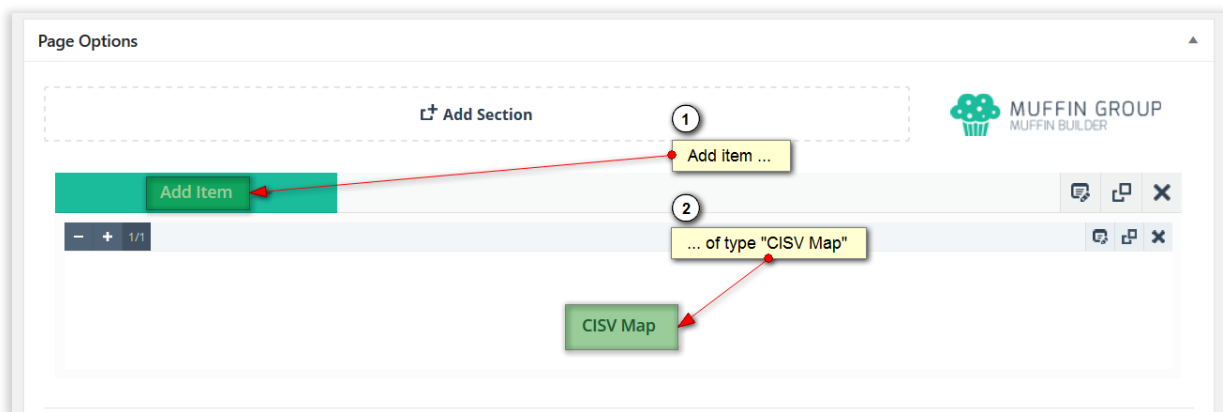 Page Options
Add Section
MUFFIN GROUP
MUFFIN BUILDER
1
Add item ...
Add Item
2
1/1
... of type "CISV Map"
CISV Map